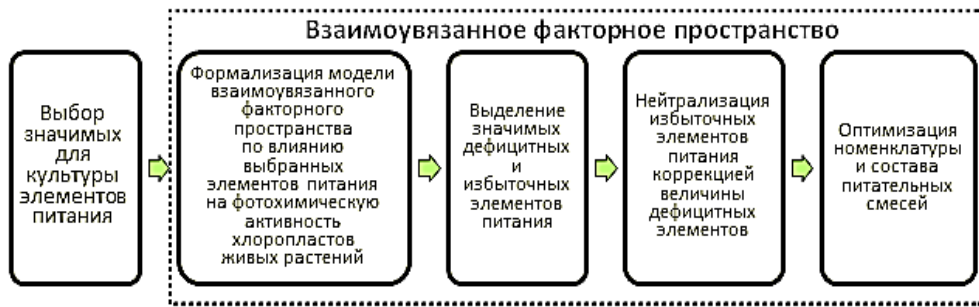 Взаимоувязанное факторное пространство
Выбор
значимых
для
культуры
элементов
питания
Формализация модели
взаимоувязанного
факторного
пространства
по влиянию
выбранных
элементов питания
на фотохимическую
активность
хлоропластов
живых растений
Выделение
значимых
дефицитных
и
избыточных
элементов
питания
Нейтрализация
избыточных
элементов
питания
коррекцией
величины
дефицитных
элементов
Оптимизация
номенклатуры
и состава
питательных
смесей